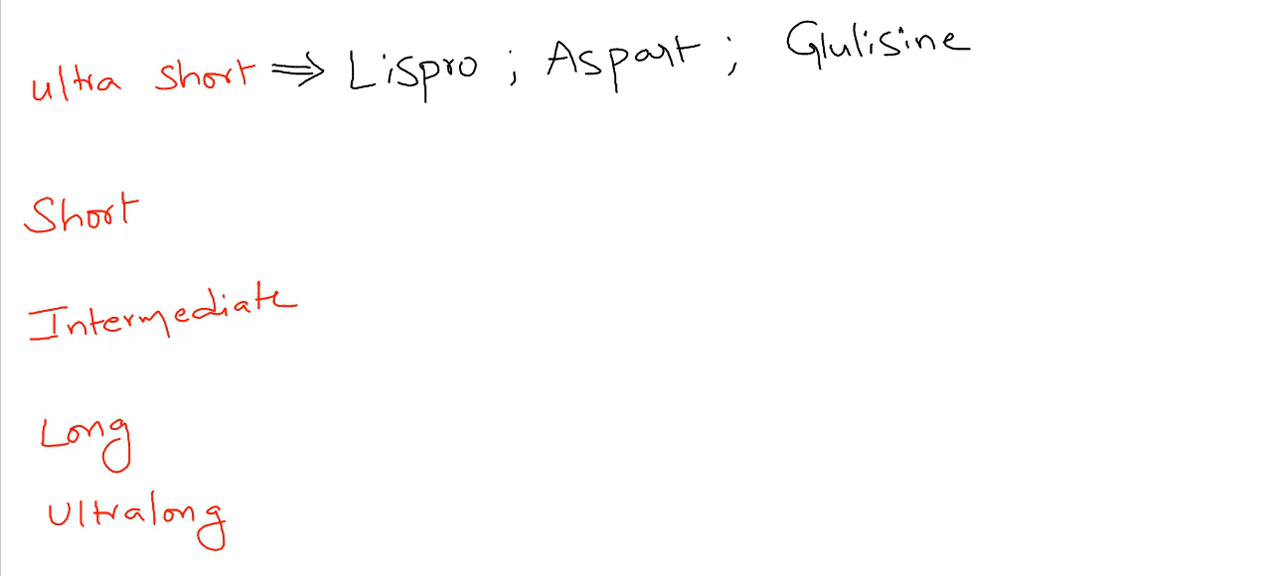 ultra short ⇒ Lispro ; Aspart ; Glulisine
Short
Intermediate
Long
Ultralong